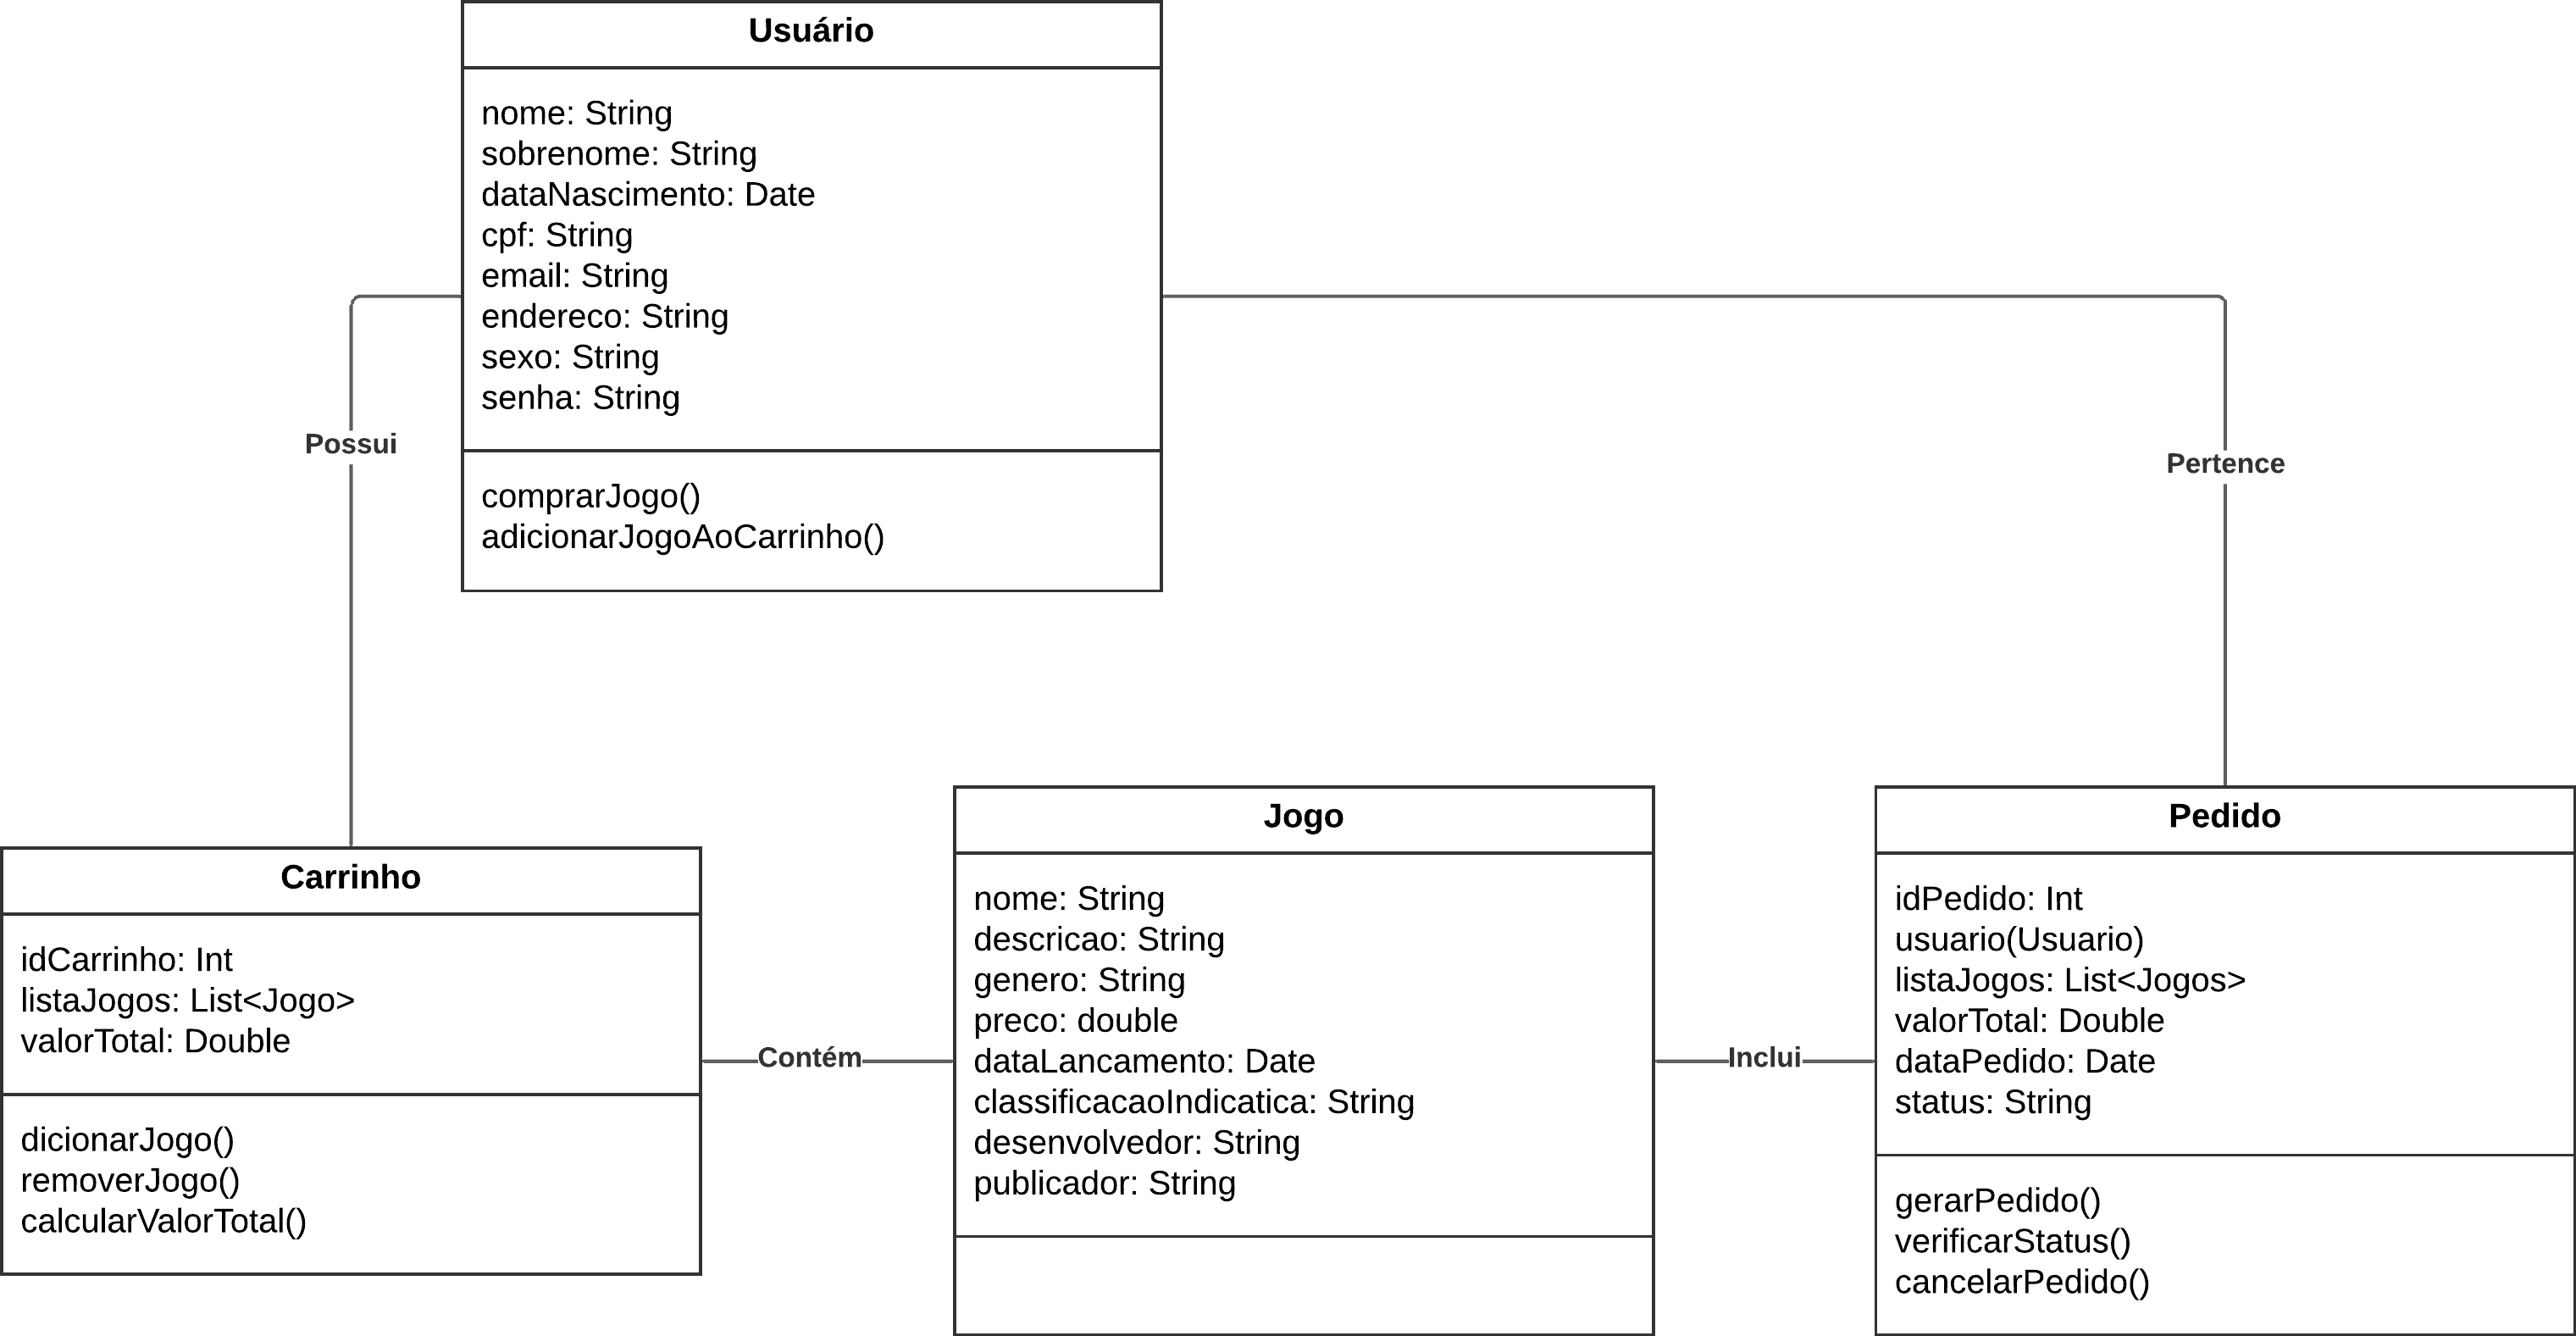 Usuário
nome: String
sobrenome: String
dataNascimento: Date
cpf: String
email: String
endereco: String
sexo: String
senha: String
comprarJogo()
adicionarJogoAoCarrinho()
Possui
Pertence
Carrinho
idCarrinho: Int
listaJogos: List<Jogo>
valorTotal: Double
dicionarJogo()
removerJogo()
calcularValorTotal()
Contém
Jogo
nome: String
descricao: String
genero: String
preco: double
dataLancamento: Date
classificacaoIndicatica: String
desenvolvedor: String
publicador: String
Inclui
Pedido
idPedido: Int
usuario(Usuario)
listaJogos: List<Jogos>
valorTotal: Double
dataPedido: Date
status: String
gerarPedido()
verificarStatus()
cancelarPedido()